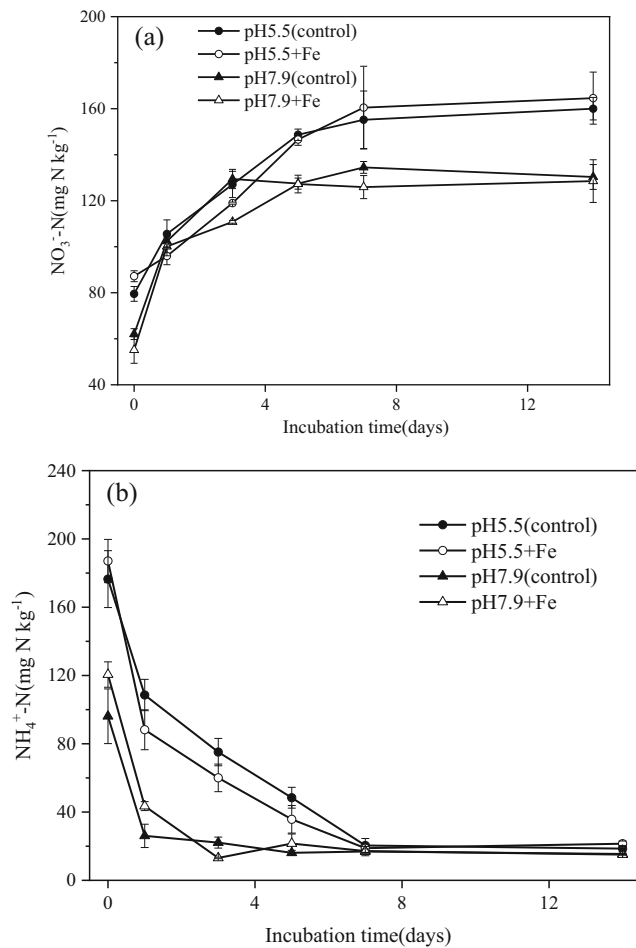 (a)
pH5.5(control)
pH5.5+Fe
pH7.9(control)
pH7.9+Fe
160
120
80
40
NO₃⁻-N(mg N kg⁻¹)
0 4 8 12
Incubation time(days)
(b)
pH5.5(control)
pH5.5+Fe
pH7.9(control)
pH7.9+Fe
240
200
160
120
80
40
0
NH₄⁺-N(mg N kg⁻¹)
0 4 8 12
Incubation time(days)